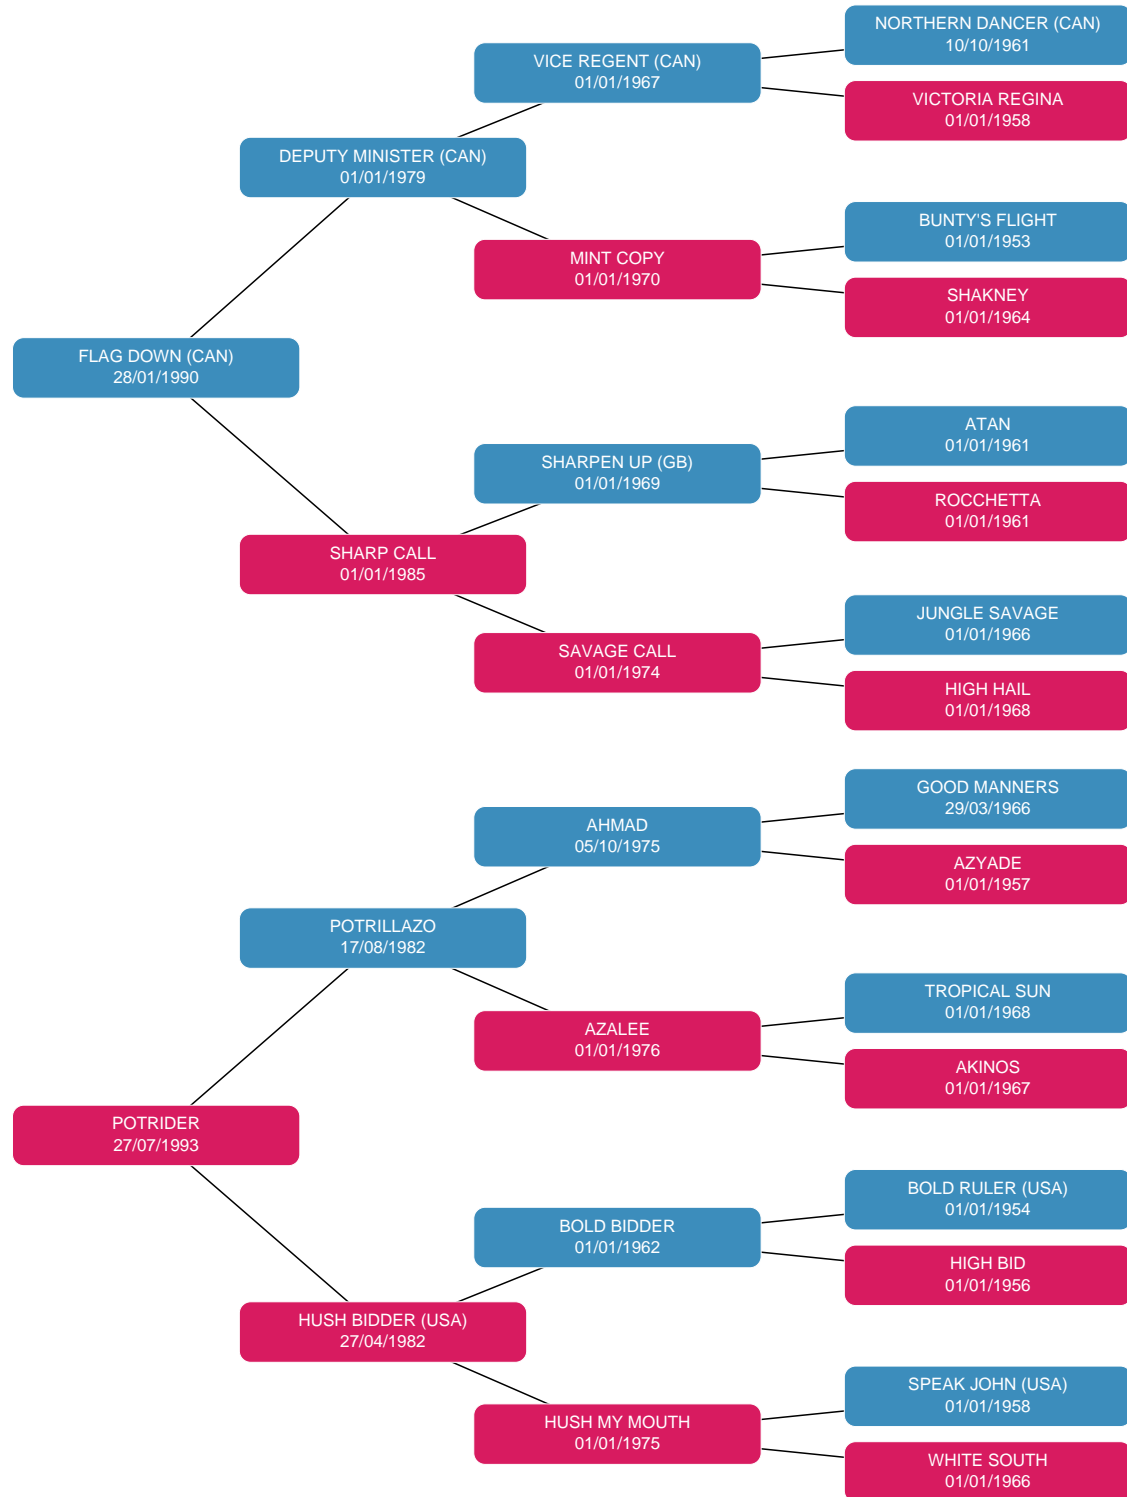 NORTHERN DANCER (CAN)
10/10/1961
VICE REGENT (CAN)
01/01/1967
VICTORIA REGINA
01/01/1958
DEPUTY MINISTER (CAN)
01/01/1979
BUNTY'S FLIGHT
01/01/1953
MINT COPY
01/01/1970
SHAKNEY
01/01/1964
FLAG DOWN (CAN)
28/01/1990
ATAN
01/01/1961
SHARPEN UP (GB)
01/01/1969
ROCCHETTA
01/01/1961
SHARP CALL
01/01/1985
JUNGLE SAVAGE
01/01/1966
SAVAGE CALL
01/01/1974
HIGH HAIL
01/01/1968
GOOD MANNERS
29/03/1966
AHMAD
05/10/1975
AZYADE
01/01/1957
POTRILLAZO
17/08/1982
TROPICAL SUN
01/01/1968
AZALEE
01/01/1976
AKINOS
01/01/1967
POTRIDER
27/07/1993
BOLD RULER (USA)
01/01/1954
BOLD BIDDER
01/01/1962
HIGH BID
01/01/1956
HUSH BIDDER (USA)
27/04/1982
SPEAK JOHN (USA)
01/01/1958
HUSH MY MOUTH
01/01/1975
WHITE SOUTH
01/01/1966